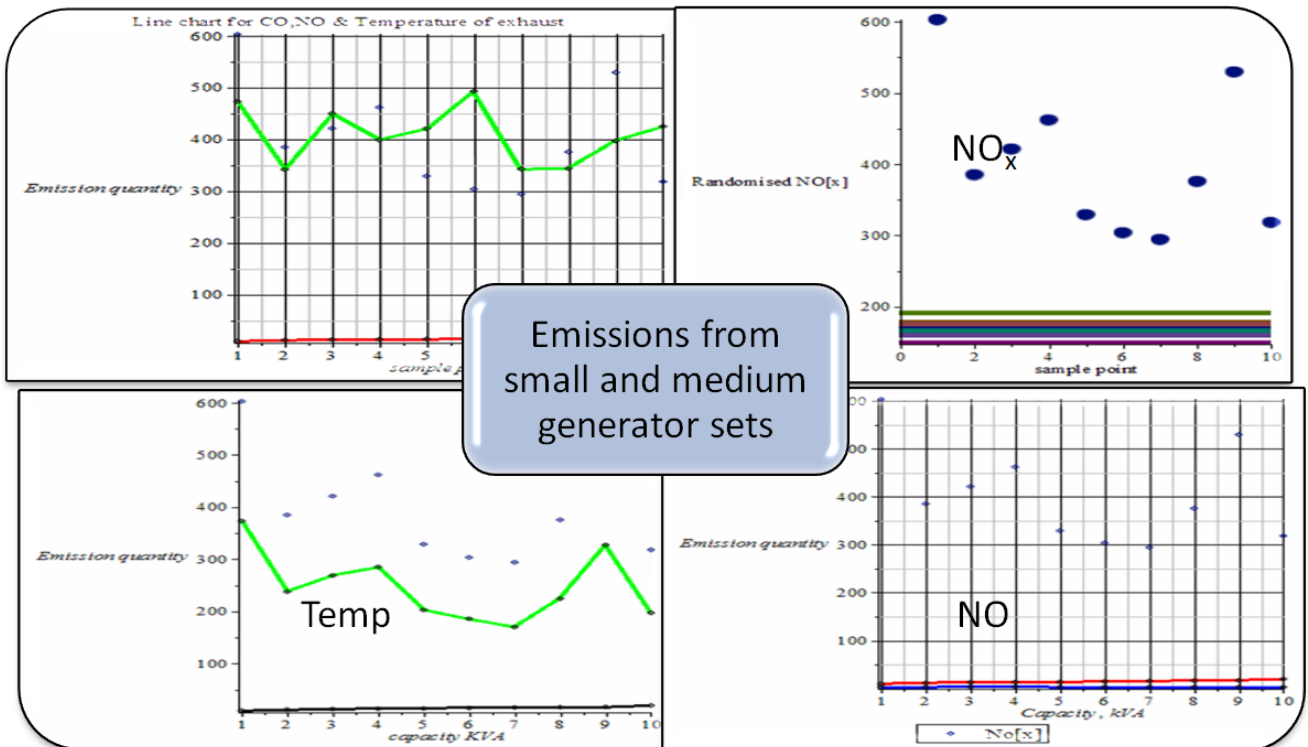 Line chart for CO,NO & Temperature of exhaust
600
500
400
300
200
100
Emission quantity
1 2 3 4 5
sample p
600
500
400
300
200
Randomised NO[x]
NOx
0 2 4 6 8 10
sample point
Emissions from
small and medium
generator sets
600
500
400
300
200
100
Emission quantity
Temp
1 2 3 4 5 6 7 8 9 10
capacity KVA
00
00
400
300
200
100
Emission quantity
NO
1 2 3 4 5 6 7 8 9 10
Capacity , kVA
No[x]